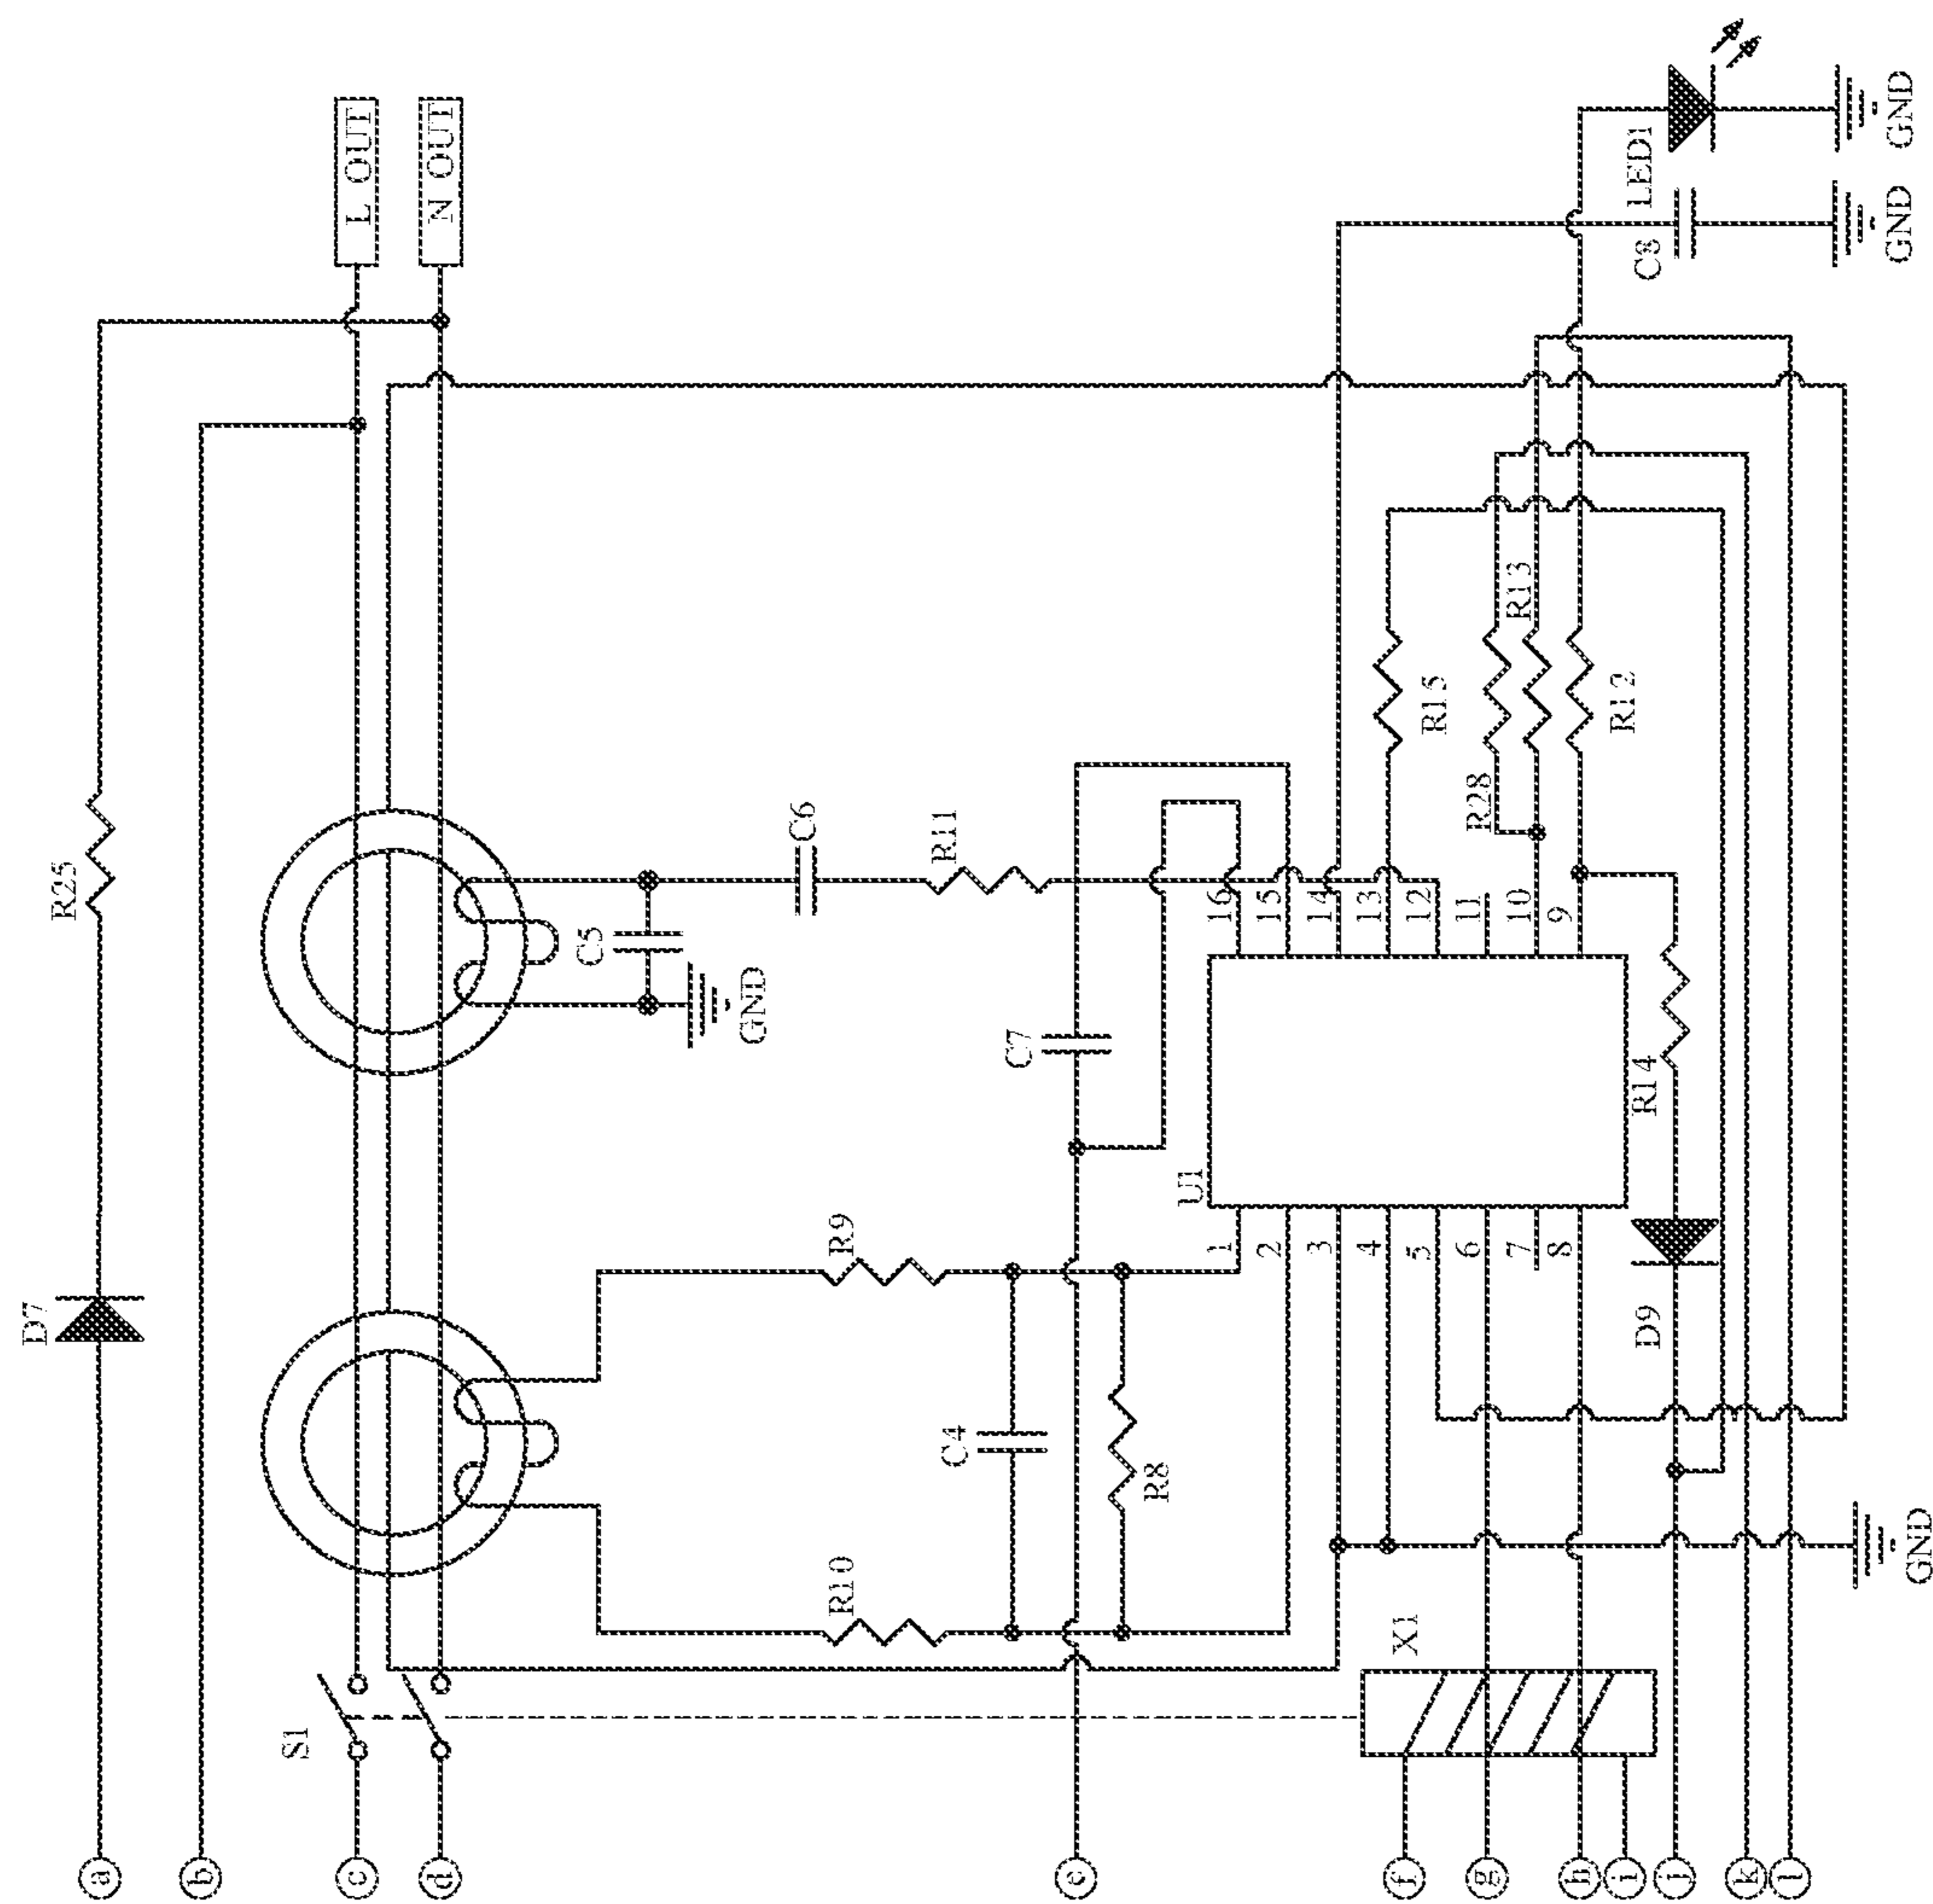 L OUT
N OUT
R25
D7
S1
R9
R10
C4
R8
C5
GND
C6
R11
C7
U1
1
2
3
4
5
6
7
8
16
15
14
13
12
11
10
9
R15
R28
R13
R12
R14
D9
LED1
C8
GND
GND
GND
X1
a
b
c
d
e
f
g
h
i
j
k
l